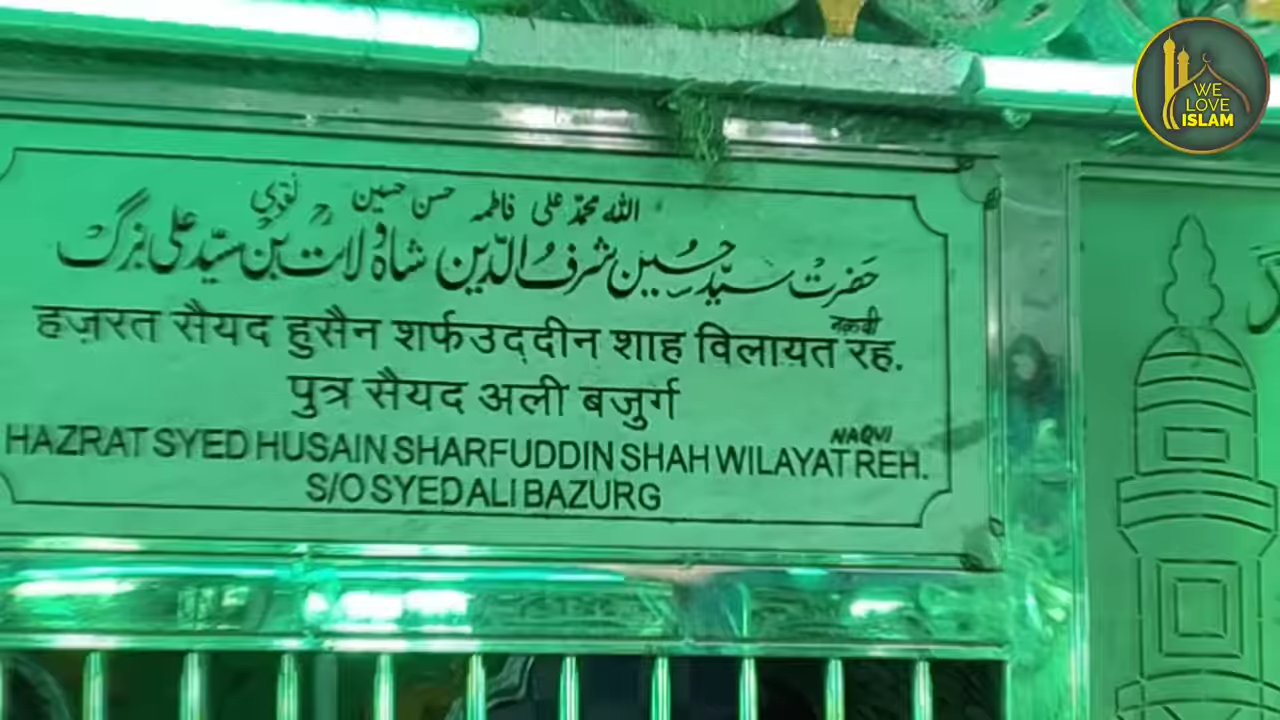 WE
LOVE
ISLAM
الله محمد علی فاطمہ حسن حسین نقوی
حضرت سید حسین شرف الدین شاہ ولایت بن سید علی بزرگ
नक़वी
हज़रत सैयद हुसैन शर्फउद्दीन शाह विलायत रह.
पुत्र सैयद अली बजुर्ग
NAQVI
HAZRAT SYED HUSAIN SHARFUDDIN SHAH WILAYAT REH.
S/O SYED ALI BAZURG